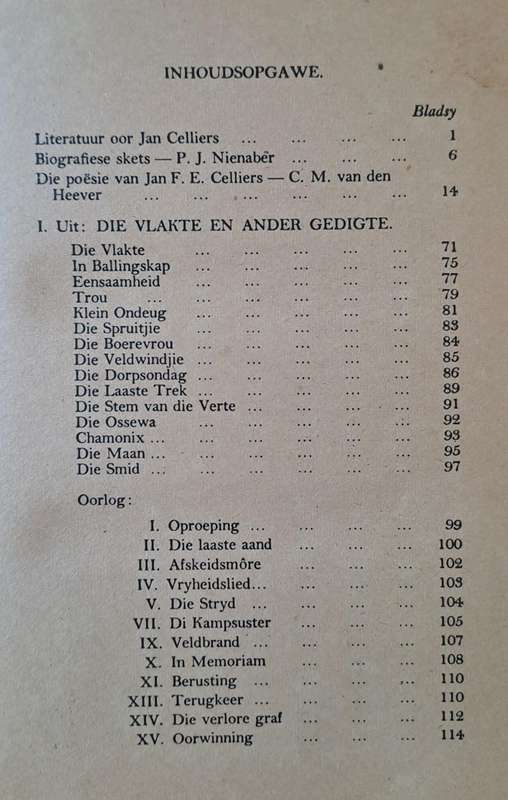 INHOUDSOPGAWE.
Bladsy
Literatuur oor Jan Celliers ... ... ... ... 1
Biografiese skets — P. J. Nienabêr ... ... ... 6
Die poësie van Jan F. E. Celliers — C. M. van den
Heever ... ... ... ... ... ... 14
I. Uit: DIE VLAKTE EN ANDER GEDIGTE.
Die Vlakte ... ... ... ... ... 71
In Ballingskap ... ... ... ... ... 75
Eensaamheid ... ... ... ... ... 77
Trou ... ... ... ... ... ... 79
Klein Ondeug ... ... ... ... ... 81
Die Spruitjie ... ... ... ... ... 83
Die Boerevrou ... ... ... ... ... 84
Die Veldwindjie ... ... ... ... ... 85
Die Dorpsondag ... ... ... ... ... 86
Die Laaste Trek ... ... ... ... ... 89
Die Stem van die Verte ... ... ... ... 91
Die Ossewa ... ... ... ... ... 92
Chamonix ... ... ... ... ... ... 93
Die Maan ... ... ... ... ... ... 95
Die Smid ... ... ... ... ... ... 97
Oorlog:
I. Oproeping ... ... ... ... 99
II. Die laaste aand ... ... ... 100
III. Afskeidsmôre ... ... ... 102
IV. Vryheidslied... ... ... ... 103
V. Die Stryd ... ... ... ... 104
VII. Di Kampsuster ... ... ... 105
IX. Veldbrand ... ... ... ... 107
X. In Memoriam ... ... ... 108
XI. Berusting ... ... ... ... 110
XIII. Terugkeer ... ... ... ... 110
XIV. Die verlore graf ... ... ... 112
XV. Oorwinning ... ... ... 114